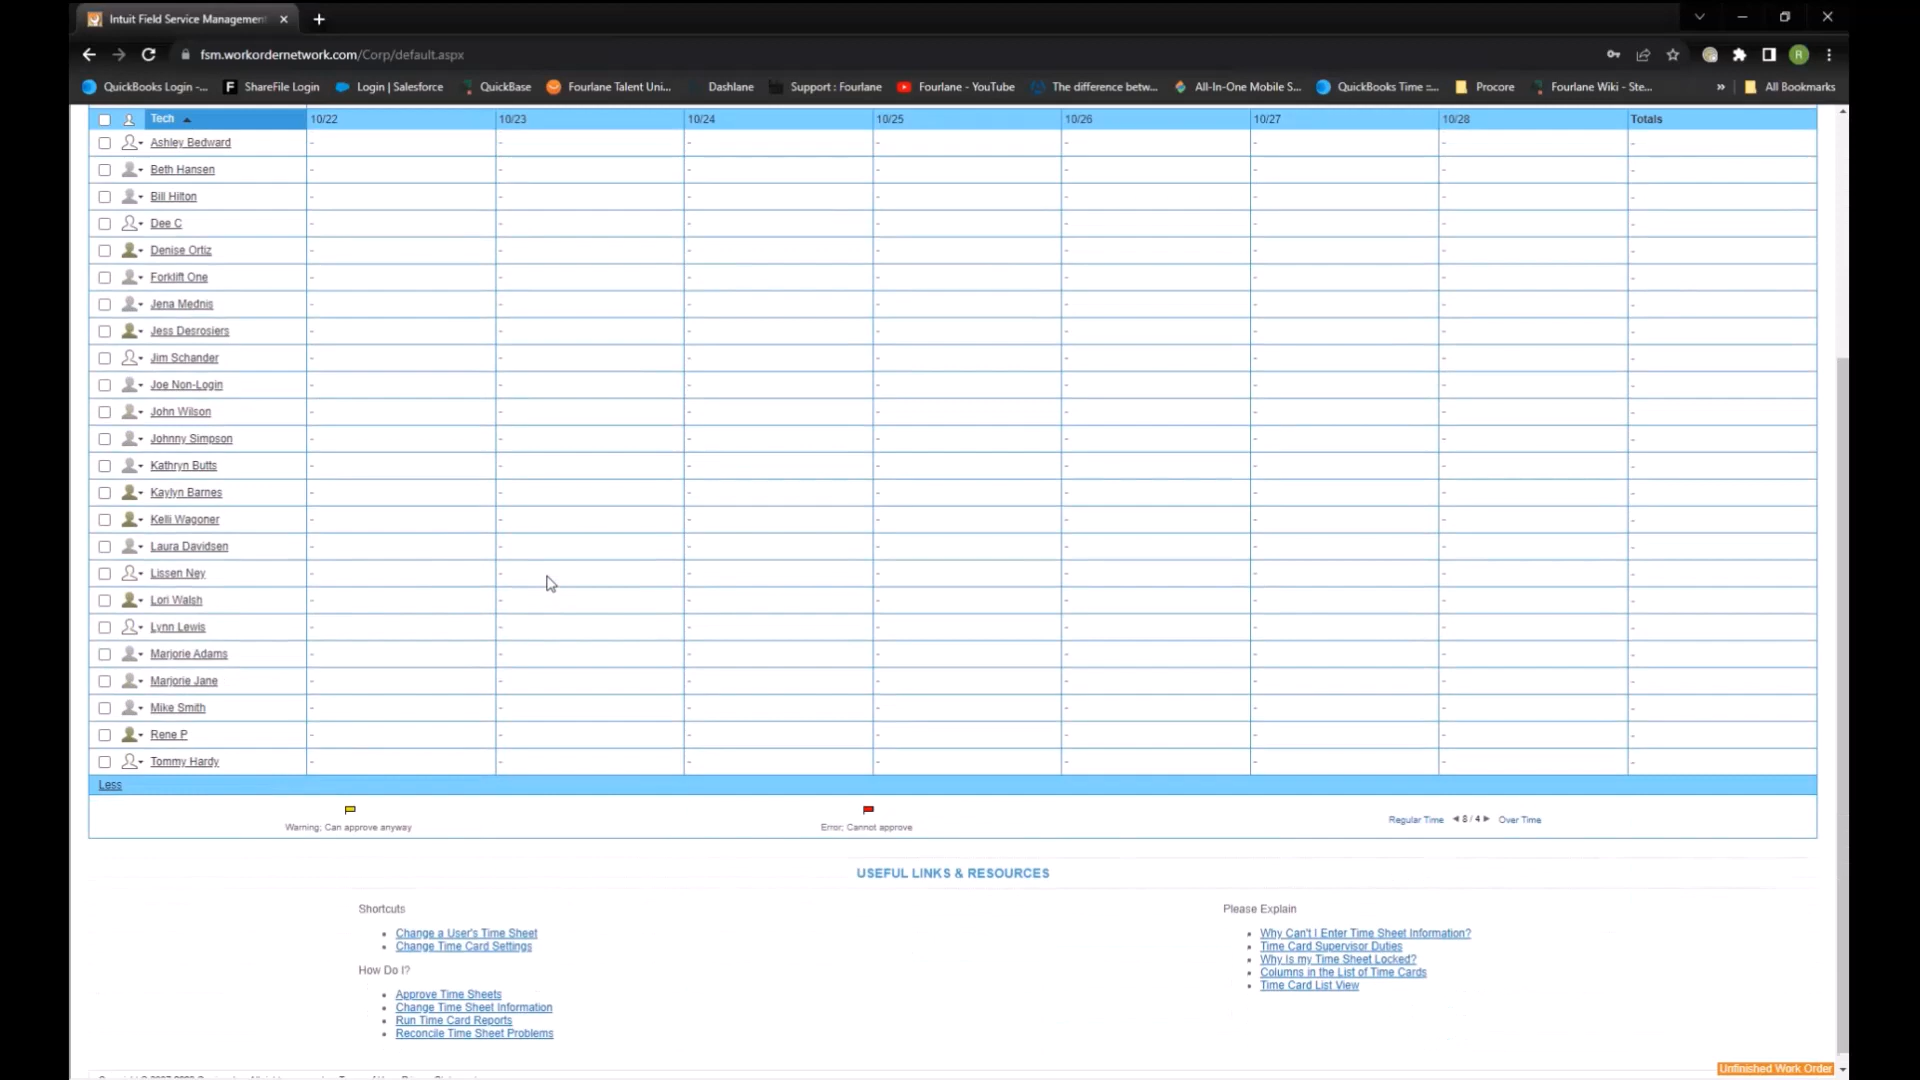 Intuit Field Service Management
fsm.workordernetwork.com/Corp/default.aspx
QuickBooks Login -... ShareFile Login Login | Salesforce QuickBase Fourlane Talent Uni... Dashlane Support : Fourlane Fourlane - YouTube The difference betw... All-In-One Mobile S... QuickBooks Time ::... Procore Fourlane Wiki - Ste... » All Bookmarks
Tech 10/22 10/23 10/24 10/25 10/26 10/27 10/28 Totals
Ashley Bedward - - - - - - - -
Beth Hansen - - - - - - - -
Bill Hilton - - - - - - - -
Dee C - - - - - - - -
Denise Ortiz - - - - - - - -
Forklift One - - - - - - - -
Jena Mednis - - - - - - - -
Jess Desrosiers - - - - - - - -
Jim Schander - - - - - - - -
Joe Non-Login - - - - - - - -
John Wilson - - - - - - - -
Johnny Simpson - - - - - - - -
Kathryn Butts - - - - - - - -
Kaylyn Barnes - - - - - - - -
Kelli Wagoner - - - - - - - -
Laura Davidsen - - - - - - - -
Lissen Ney - - - - - - - -
Lori Walsh - - - - - - - -
Lynn Lewis - - - - - - - -
Marjorie Adams - - - - - - - -
Marjorie Jane - - - - - - - -
Mike Smith - - - - - - - -
Rene P - - - - - - - -
Tommy Hardy - - - - - - - -
Less
Warning; Can approve anyway
Error; Cannot approve
Regular Time 8 / 4 Over Time
USEFUL LINKS & RESOURCES
Shortcuts
Change a User's Time Sheet
Change Time Card Settings
How Do I?
Approve Time Sheets
Change Time Sheet Information
Run Time Card Reports
Reconcile Time Sheet Problems
Please Explain
Why Can't I Enter Time Sheet Information?
Time Card Supervisor Duties
Why Is my Time Sheet Locked?
Columns in the List of Time Cards
Time Card List View
Unfinished Work Order